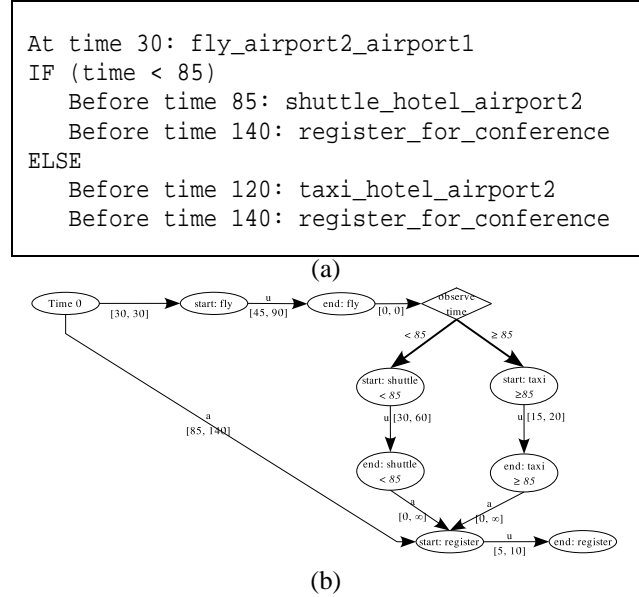 At time 30: fly_airport2_airport1
IF (time < 85)
Before time 85: shuttle_hotel_airport2
Before time 140: register_for_conference
ELSE
Before time 120: taxi_hotel_airport2
Before time 140: register_for_conference
(a)
Time 0
[30, 30]
start: fly
u
[45, 90]
end: fly
[0, 0]
observe
time
< 85
≥ 85
a
[85, 140]
start: shuttle
< 85
start: taxi
≥85
u [30, 60]
u [15, 20]
end: shuttle
< 85
end: taxi
≥ 85
a
[0, ∞]
a
[0, ∞]
start: register
u
[5, 10]
end: register
(b)